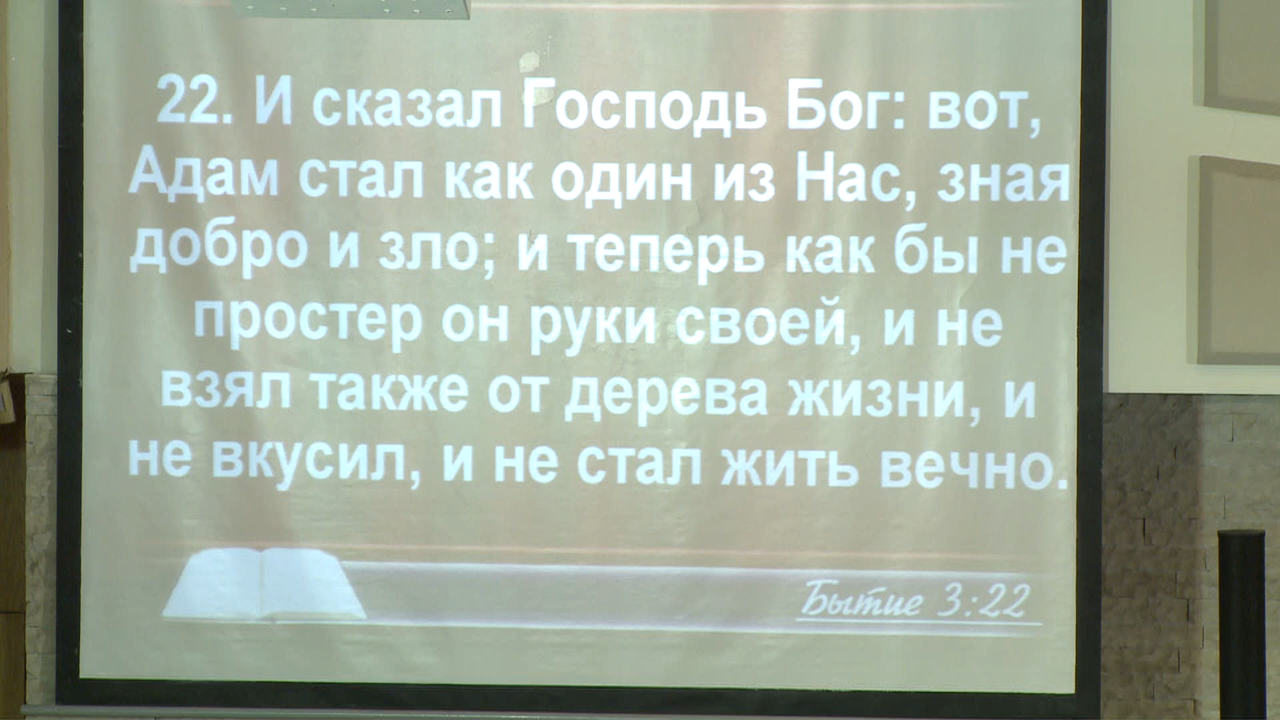 22. И сказал Господь Бог: вот,
Адам стал как один из Нас, зная
добро и зло; и теперь как бы не
простер он руки своей, и не
взял также от дерева жизни, и
не вкусил, и не стал жить вечно.
Бытие 3:22